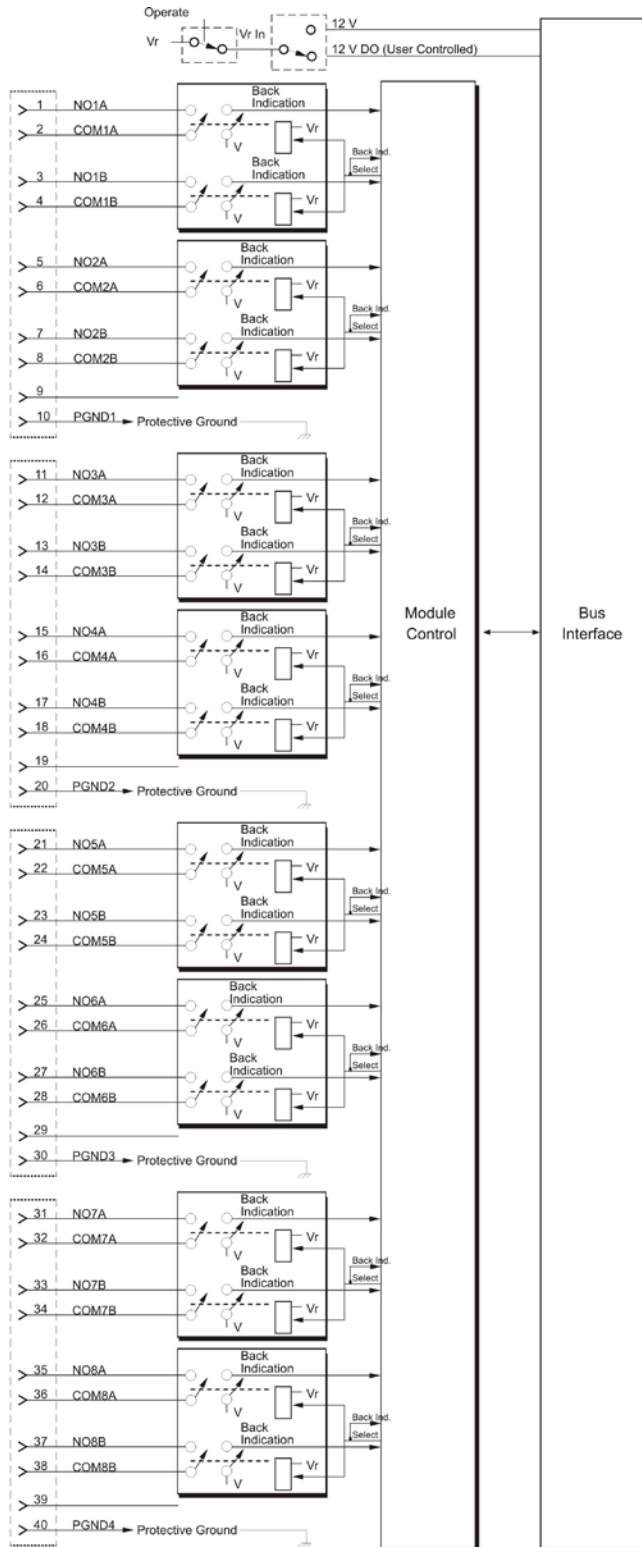 Operate
Vr
Vr In
12 V
12 V DO (User Controlled)
1 NO1A
Back
Indication
2 COM1A
V
Vr
3 NO1B
Back
Indication
Back Ind.
Select
4 COM1B
V
Vr
5 NO2A
Back
Indication
6 COM2A
V
Vr
7 NO2B
Back
Indication
Back Ind.
Select
8 COM2B
V
Vr
9
10 PGND1 Protective Ground
11 NO3A
Back
Indication
12 COM3A
V
Vr
13 NO3B
Back
Indication
Back Ind.
Select
14 COM3B
V
Vr
15 NO4A
Back
Indication
16 COM4A
V
Vr
17 NO4B
Back
Indication
Back Ind.
Select
18 COM4B
V
Vr
19
20 PGND2 Protective Ground
21 NO5A
Back
Indication
22 COM5A
V
Vr
23 NO5B
Back
Indication
Back Ind.
Select
24 COM5B
V
Vr
25 NO6A
Back
Indication
26 COM6A
V
Vr
27 NO6B
Back
Indication
Back Ind.
Select
28 COM6B
V
Vr
29
30 PGND3 Protective Ground
31 NO7A
Back
Indication
32 COM7A
V
Vr
33 NO7B
Back
Indication
Back Ind.
Select
34 COM7B
V
Vr
35 NO8A
Back
Indication
36 COM8A
V
Vr
37 NO8B
Back
Indication
Back Ind.
Select
38 COM8B
V
Vr
39
40 PGND4 Protective Ground
Module
Control
Bus
Interface